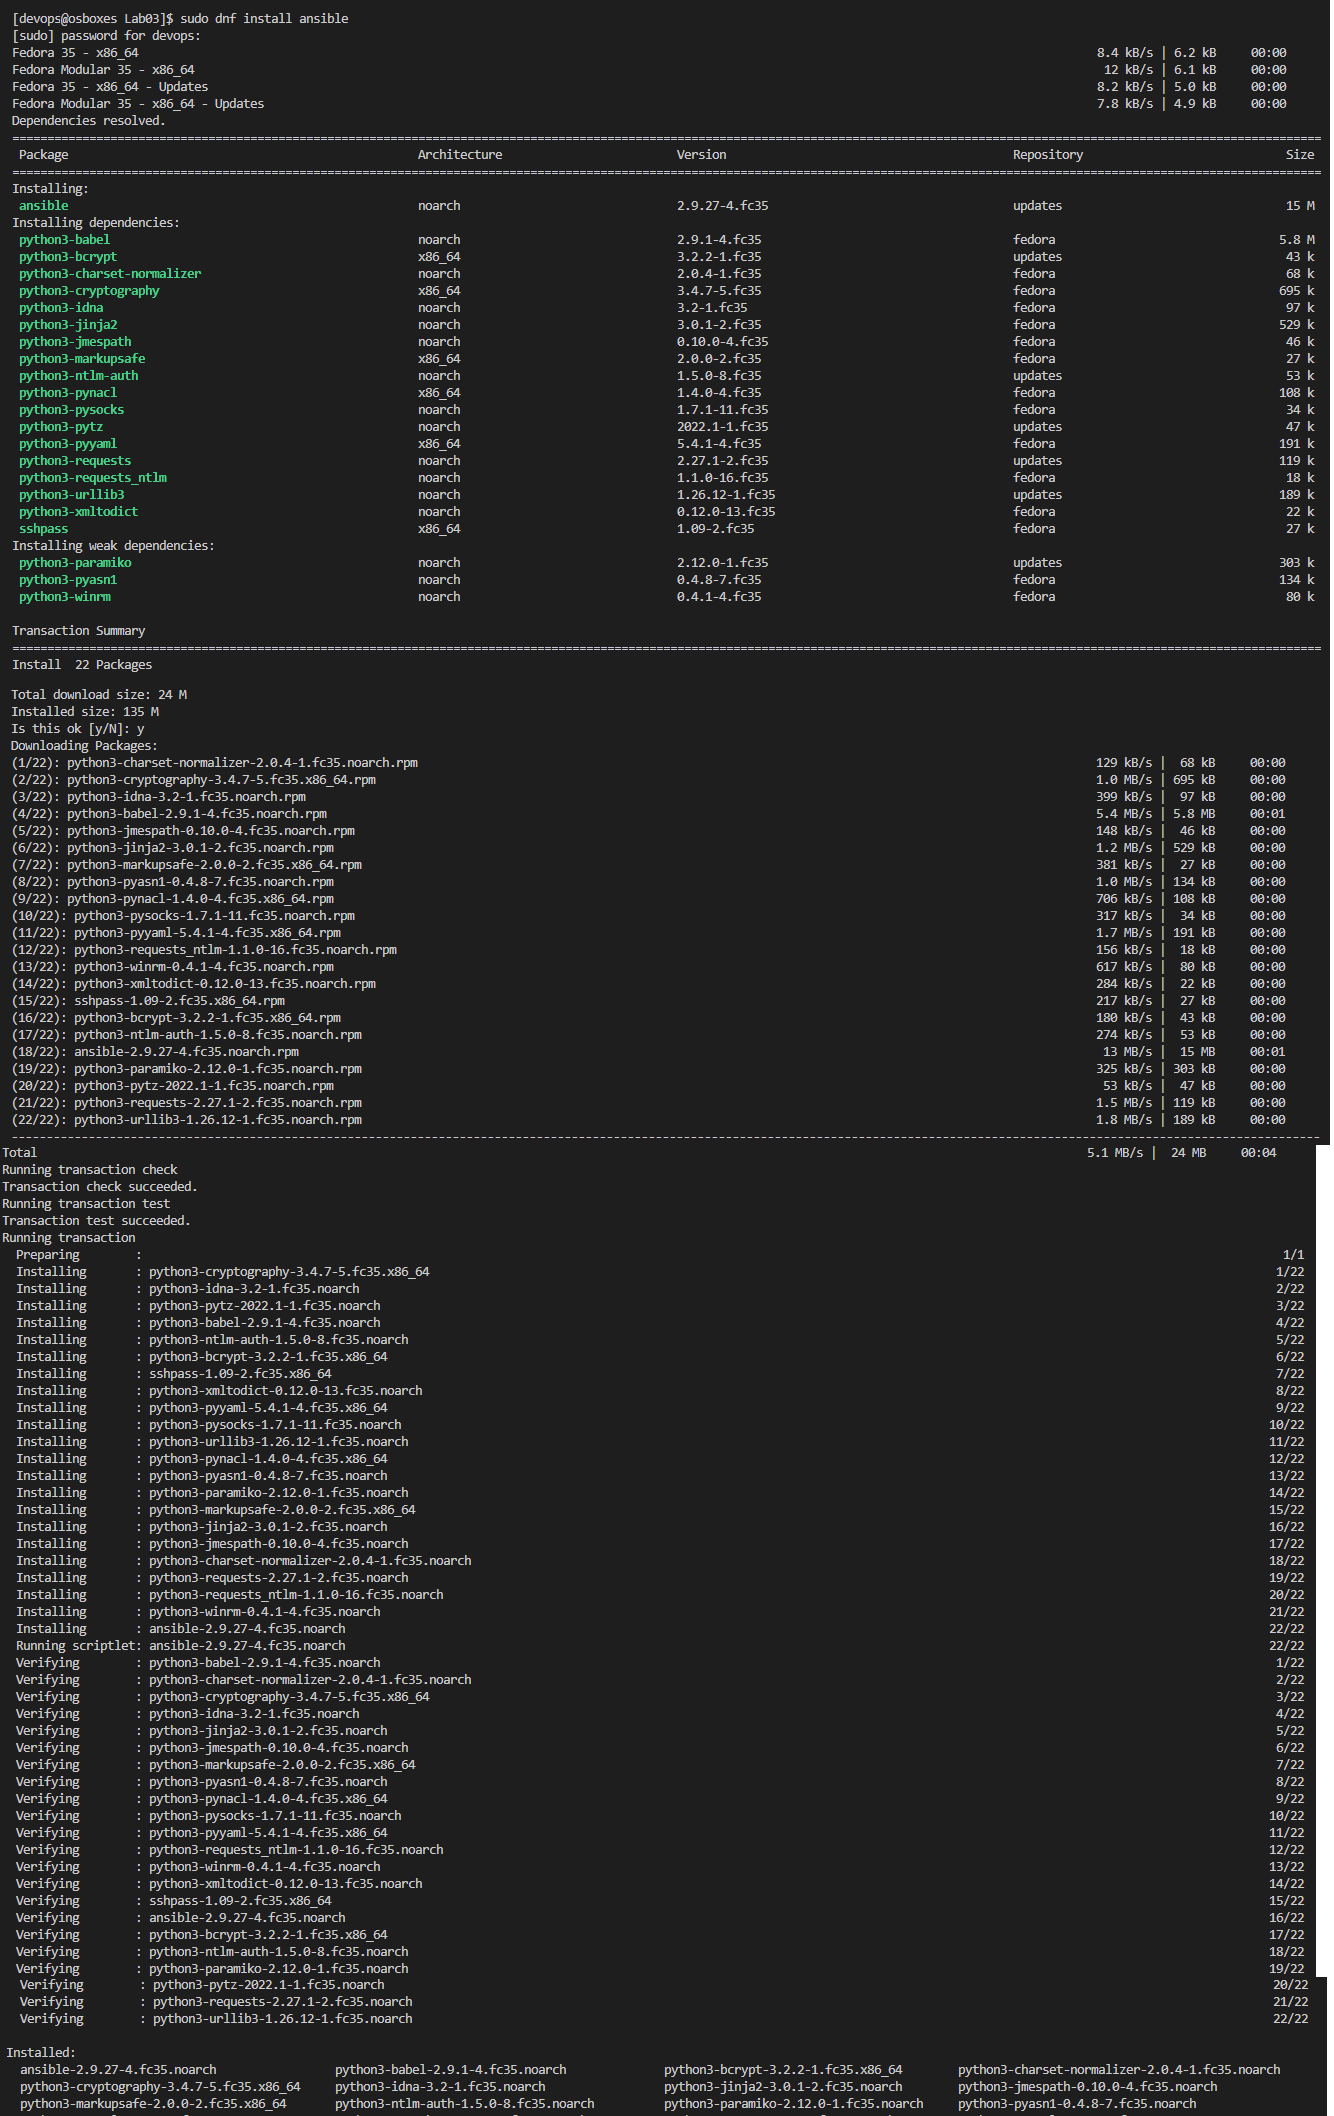 [devops@osboxes Lab03]$ sudo dnf install ansible
[sudo] password for devops:
Fedora 35 - x86_64 8.4 kB/s | 6.2 kB 00:00
Fedora Modular 35 - x86_64 12 kB/s | 6.1 kB 00:00
Fedora 35 - x86_64 - Updates 8.2 kB/s | 5.0 kB 00:00
Fedora Modular 35 - x86_64 - Updates 7.8 kB/s | 4.9 kB 00:00
Dependencies resolved.
Package Architecture Version Repository Size
Installing:
ansible noarch 2.9.27-4.fc35 updates 15 M
Installing dependencies:
python3-babel noarch 2.9.1-4.fc35 fedora 5.8 M
python3-bcrypt x86_64 3.2.2-1.fc35 updates 43 k
python3-charset-normalizer noarch 2.0.4-1.fc35 fedora 68 k
python3-cryptography x86_64 3.4.7-5.fc35 fedora 695 k
python3-idna noarch 3.2-1.fc35 fedora 97 k
python3-jinja2 noarch 3.0.1-2.fc35 fedora 529 k
python3-jmespath noarch 0.10.0-4.fc35 fedora 46 k
python3-markupsafe x86_64 2.0.0-2.fc35 fedora 27 k
python3-ntlm-auth noarch 1.5.0-8.fc35 updates 53 k
python3-pynacl x86_64 1.4.0-4.fc35 fedora 108 k
python3-pysocks noarch 1.7.1-11.fc35 fedora 34 k
python3-pytz noarch 2022.1-1.fc35 updates 47 k
python3-pyyaml x86_64 5.4.1-4.fc35 fedora 191 k
python3-requests noarch 2.27.1-2.fc35 updates 119 k
python3-requests_ntlm noarch 1.1.0-16.fc35 fedora 18 k
python3-urllib3 noarch 1.26.12-1.fc35 updates 189 k
python3-xmltodict noarch 0.12.0-13.fc35 fedora 22 k
sshpass x86_64 1.09-2.fc35 fedora 27 k
Installing weak dependencies:
python3-paramiko noarch 2.12.0-1.fc35 updates 303 k
python3-pyasn1 noarch 0.4.8-7.fc35 fedora 134 k
python3-winrm noarch 0.4.1-4.fc35 fedora 80 k
Transaction Summary
Install 22 Packages
Total download size: 24 M
Installed size: 135 M
Is this ok [y/N]: y
Downloading Packages:
(1/22): python3-charset-normalizer-2.0.4-1.fc35.noarch.rpm 129 kB/s | 68 kB 00:00
(2/22): python3-cryptography-3.4.7-5.fc35.x86_64.rpm 1.0 MB/s | 695 kB 00:00
(3/22): python3-idna-3.2-1.fc35.noarch.rpm 399 kB/s | 97 kB 00:00
(4/22): python3-babel-2.9.1-4.fc35.noarch.rpm 5.4 MB/s | 5.8 MB 00:01
(5/22): python3-jmespath-0.10.0-4.fc35.noarch.rpm 148 kB/s | 46 kB 00:00
(6/22): python3-jinja2-3.0.1-2.fc35.noarch.rpm 1.2 MB/s | 529 kB 00:00
(7/22): python3-markupsafe-2.0.0-2.fc35.x86_64.rpm 381 kB/s | 27 kB 00:00
(8/22): python3-pyasn1-0.4.8-7.fc35.noarch.rpm 1.0 MB/s | 134 kB 00:00
(9/22): python3-pynacl-1.4.0-4.fc35.x86_64.rpm 706 kB/s | 108 kB 00:00
(10/22): python3-pysocks-1.7.1-11.fc35.noarch.rpm 317 kB/s | 34 kB 00:00
(11/22): python3-pyyaml-5.4.1-4.fc35.x86_64.rpm 1.7 MB/s | 191 kB 00:00
(12/22): python3-requests_ntlm-1.1.0-16.fc35.noarch.rpm 156 kB/s | 18 kB 00:00
(13/22): python3-winrm-0.4.1-4.fc35.noarch.rpm 617 kB/s | 80 kB 00:00
(14/22): python3-xmltodict-0.12.0-13.fc35.noarch.rpm 284 kB/s | 22 kB 00:00
(15/22): sshpass-1.09-2.fc35.x86_64.rpm 217 kB/s | 27 kB 00:00
(16/22): python3-bcrypt-3.2.2-1.fc35.x86_64.rpm 180 kB/s | 43 kB 00:00
(17/22): python3-ntlm-auth-1.5.0-8.fc35.noarch.rpm 274 kB/s | 53 kB 00:00
(18/22): ansible-2.9.27-4.fc35.noarch.rpm 13 MB/s | 15 MB 00:01
(19/22): python3-paramiko-2.12.0-1.fc35.noarch.rpm 325 kB/s | 303 kB 00:00
(20/22): python3-pytz-2022.1-1.fc35.noarch.rpm 53 kB/s | 47 kB 00:00
(21/22): python3-requests-2.27.1-2.fc35.noarch.rpm 1.5 MB/s | 119 kB 00:00
(22/22): python3-urllib3-1.26.12-1.fc35.noarch.rpm 1.8 MB/s | 189 kB 00:00
Total 5.1 MB/s | 24 MB 00:04
Running transaction check
Transaction check succeeded.
Running transaction test
Transaction test succeeded.
Running transaction
Preparing : 1/1
Installing : python3-cryptography-3.4.7-5.fc35.x86_64 1/22
Installing : python3-idna-3.2-1.fc35.noarch 2/22
Installing : python3-pytz-2022.1-1.fc35.noarch 3/22
Installing : python3-babel-2.9.1-4.fc35.noarch 4/22
Installing : python3-ntlm-auth-1.5.0-8.fc35.noarch 5/22
Installing : python3-bcrypt-3.2.2-1.fc35.x86_64 6/22
Installing : sshpass-1.09-2.fc35.x86_64 7/22
Installing : python3-xmltodict-0.12.0-13.fc35.noarch 8/22
Installing : python3-pyyaml-5.4.1-4.fc35.x86_64 9/22
Installing : python3-pysocks-1.7.1-11.fc35.noarch 10/22
Installing : python3-urllib3-1.26.12-1.fc35.noarch 11/22
Installing : python3-pynacl-1.4.0-4.fc35.x86_64 12/22
Installing : python3-pyasn1-0.4.8-7.fc35.noarch 13/22
Installing : python3-paramiko-2.12.0-1.fc35.noarch 14/22
Installing : python3-markupsafe-2.0.0-2.fc35.x86_64 15/22
Installing : python3-jinja2-3.0.1-2.fc35.noarch 16/22
Installing : python3-jmespath-0.10.0-4.fc35.noarch 17/22
Installing : python3-charset-normalizer-2.0.4-1.fc35.noarch 18/22
Installing : python3-requests-2.27.1-2.fc35.noarch 19/22
Installing : python3-requests_ntlm-1.1.0-16.fc35.noarch 20/22
Installing : python3-winrm-0.4.1-4.fc35.noarch 21/22
Installing : ansible-2.9.27-4.fc35.noarch 22/22
Running scriptlet: ansible-2.9.27-4.fc35.noarch 22/22
Verifying : python3-babel-2.9.1-4.fc35.noarch 1/22
Verifying : python3-charset-normalizer-2.0.4-1.fc35.noarch 2/22
Verifying : python3-cryptography-3.4.7-5.fc35.x86_64 3/22
Verifying : python3-idna-3.2-1.fc35.noarch 4/22
Verifying : python3-jinja2-3.0.1-2.fc35.noarch 5/22
Verifying : python3-jmespath-0.10.0-4.fc35.noarch 6/22
Verifying : python3-markupsafe-2.0.0-2.fc35.x86_64 7/22
Verifying : python3-pyasn1-0.4.8-7.fc35.noarch 8/22
Verifying : python3-pynacl-1.4.0-4.fc35.x86_64 9/22
Verifying : python3-pysocks-1.7.1-11.fc35.noarch 10/22
Verifying : python3-pyyaml-5.4.1-4.fc35.x86_64 11/22
Verifying : python3-requests_ntlm-1.1.0-16.fc35.noarch 12/22
Verifying : python3-winrm-0.4.1-4.fc35.noarch 13/22
Verifying : python3-xmltodict-0.12.0-13.fc35.noarch 14/22
Verifying : sshpass-1.09-2.fc35.x86_64 15/22
Verifying : ansible-2.9.27-4.fc35.noarch 16/22
Verifying : python3-bcrypt-3.2.2-1.fc35.x86_64 17/22
Verifying : python3-ntlm-auth-1.5.0-8.fc35.noarch 18/22
Verifying : python3-paramiko-2.12.0-1.fc35.noarch 19/22
Verifying : python3-pytz-2022.1-1.fc35.noarch 20/22
Verifying : python3-requests-2.27.1-2.fc35.noarch 21/22
Verifying : python3-urllib3-1.26.12-1.fc35.noarch 22/22
Installed:
ansible-2.9.27-4.fc35.noarch python3-babel-2.9.1-4.fc35.noarch python3-bcrypt-3.2.2-1.fc35.x86_64 python3-charset-normalizer-2.0.4-1.fc35.noarch
python3-cryptography-3.4.7-5.fc35.x86_64 python3-idna-3.2-1.fc35.noarch python3-jinja2-3.0.1-2.fc35.noarch python3-jmespath-0.10.0-4.fc35.noarch
python3-markupsafe-2.0.0-2.fc35.x86_64 python3-ntlm-auth-1.5.0-8.fc35.noarch python3-paramiko-2.12.0-1.fc35.noarch python3-pyasn1-0.4.8-7.fc35.noarch